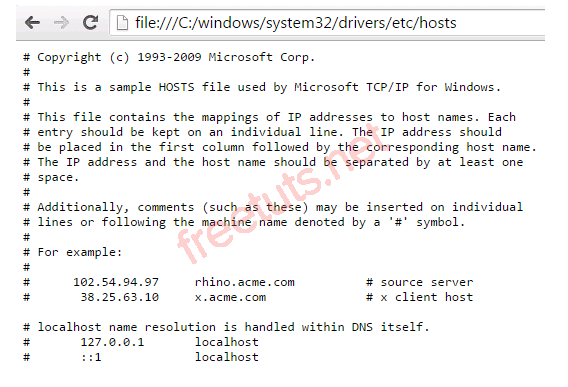 file:///C:/windows/system32/drivers/etc/hosts
# Copyright (c) 1993-2009 Microsoft Corp.
#
# This is a sample HOSTS file used by Microsoft TCP/IP for Windows.
#
# This file contains the mappings of IP addresses to host names. Each
# entry should be kept on an individual line. The IP address should
# be placed in the first column followed by the corresponding host name.
# The IP address and the host name should be separated by at least one
# space.
#
# Additionally, comments (such as these) may be inserted on individual
# lines or following the machine name denoted by a '#' symbol.
#
# For example:
#
#      102.54.94.97     rhino.acme.com          # source server
#       38.25.63.10     x.acme.com              # x client host

# localhost name resolution is handled within DNS itself.
#       127.0.0.1       localhost
#       ::1             localhost
freetuts.net